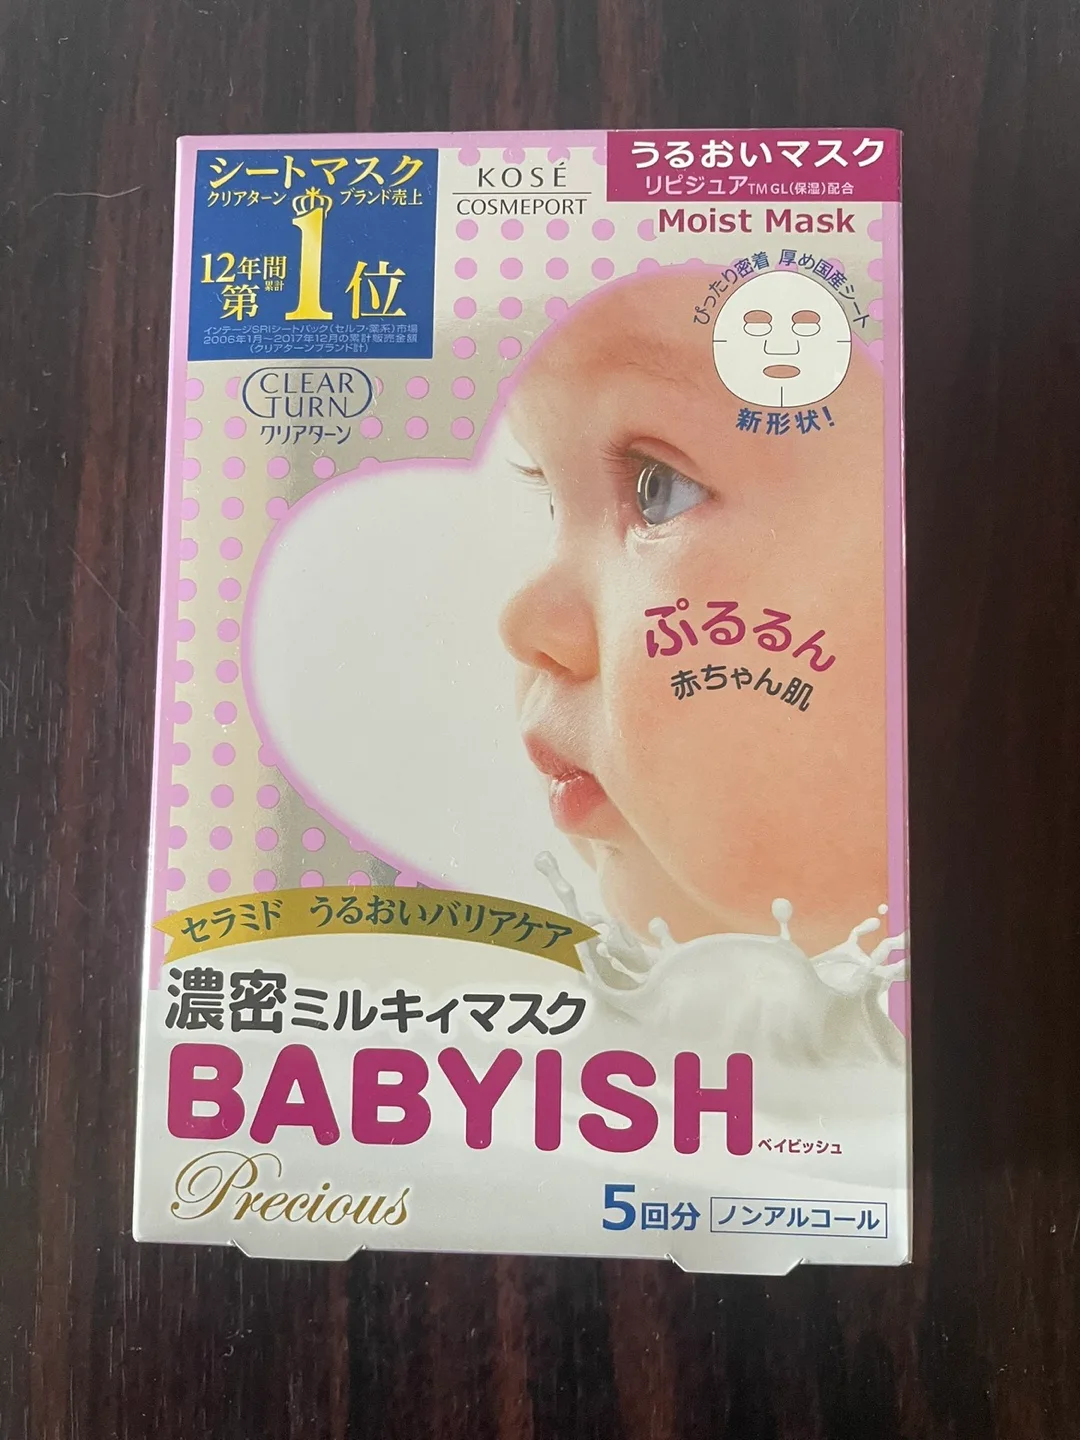 シートマスク
クリアターン ブランド売上
12年間
累計
第1位
インテージSRIシートパック(セルフ・薬系)市場
2006年1月~2017年12月の累計販売金額
(クリアターンブランド計)
KOSÉ
COSMEPORT
うるおいマスク
リピジュアTM GL(保湿)配合
Moist Mask
ぴったり密着 厚め国産シート
新形状!
CLEAR
TURN
クリアターン
ぷるるん
赤ちゃん肌
セラミド うるおいバリアケア
濃密ミルキィマスク
BABYISH
ベイビッシュ
Precious
5回分
ノンアルコール